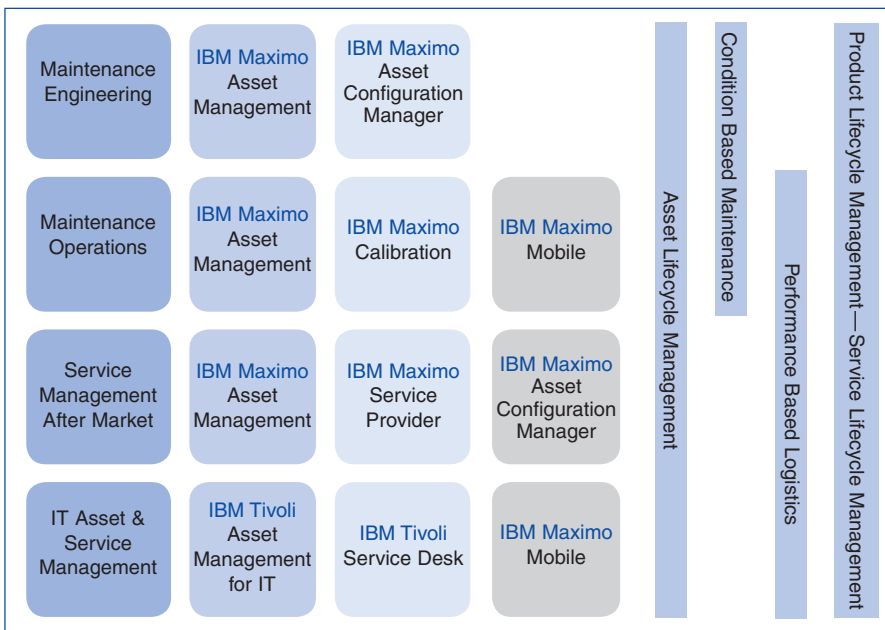 Maintenance
Engineering
IBM Maximo
Asset
Management
IBM Maximo
Asset
Configuration
Manager
Maintenance
Operations
IBM Maximo
Asset
Management
IBM Maximo
Calibration
IBM Maximo
Mobile
Service
Management
After Market
IBM Maximo
Asset
Management
IBM Maximo
Service
Provider
IBM Maximo
Asset
Configuration
Manager
IT Asset &
Service
Management
IBM Tivoli
Asset
Management
for IT
IBM Tivoli
Service Desk
IBM Maximo
Mobile
Asset Lifecycle Management
Condition Based Maintenance
Performance Based Logistics
Product Lifecycle Management—Service Lifecycle Management